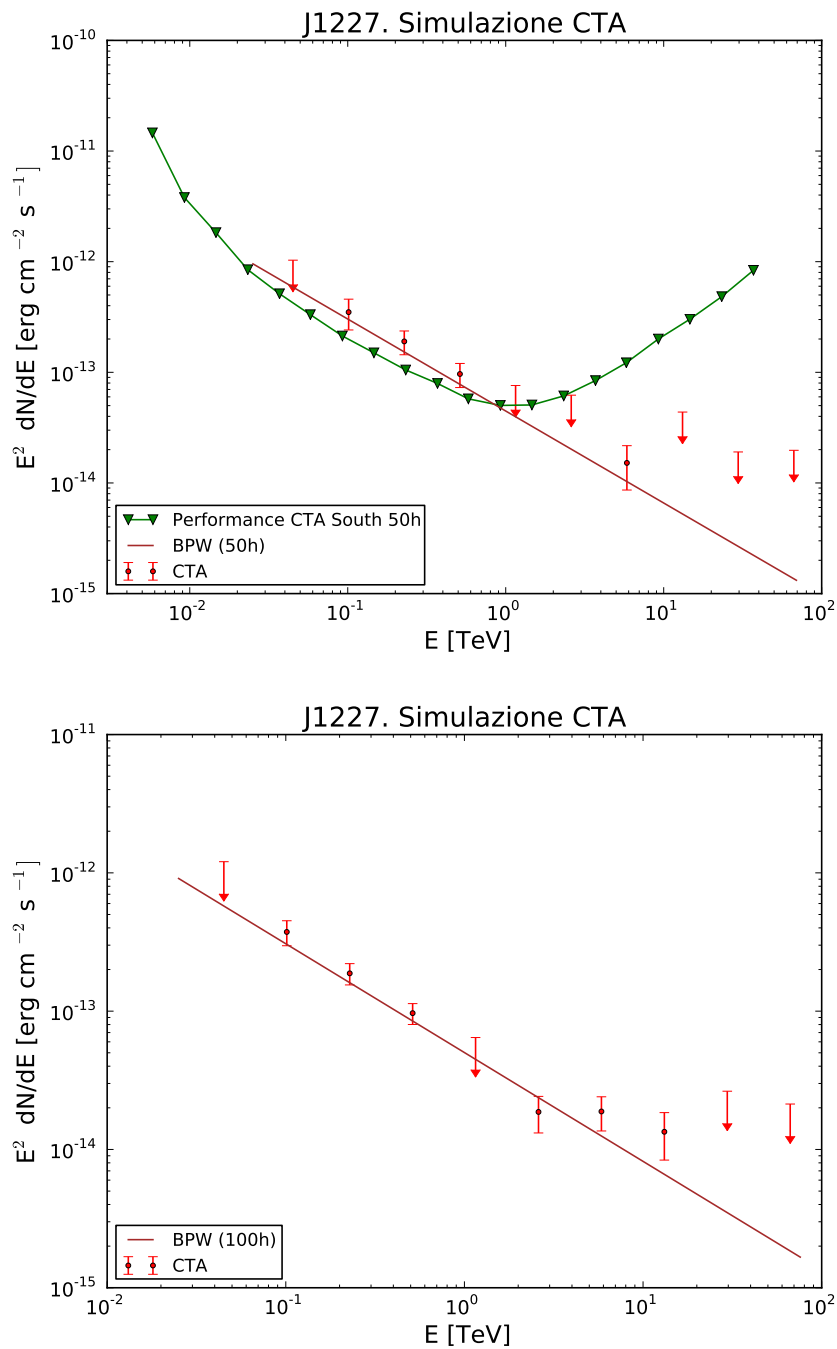 J1227. Simulazione CTA
10^-10
10^-11
10^-12
10^-13
10^-14
10^-15
E^2 dN/dE [erg cm^-2 s^-1]
Performance CTA South 50h
BPW (50h)
CTA
10^-2
10^-1
10^0
10^1
10^2
E [TeV]
J1227. Simulazione CTA
10^-11
10^-12
10^-13
10^-14
10^-15
E^2 dN/dE [erg cm^-2 s^-1]
BPW (100h)
CTA
10^-2
10^-1
10^0
10^1
10^2
E [TeV]